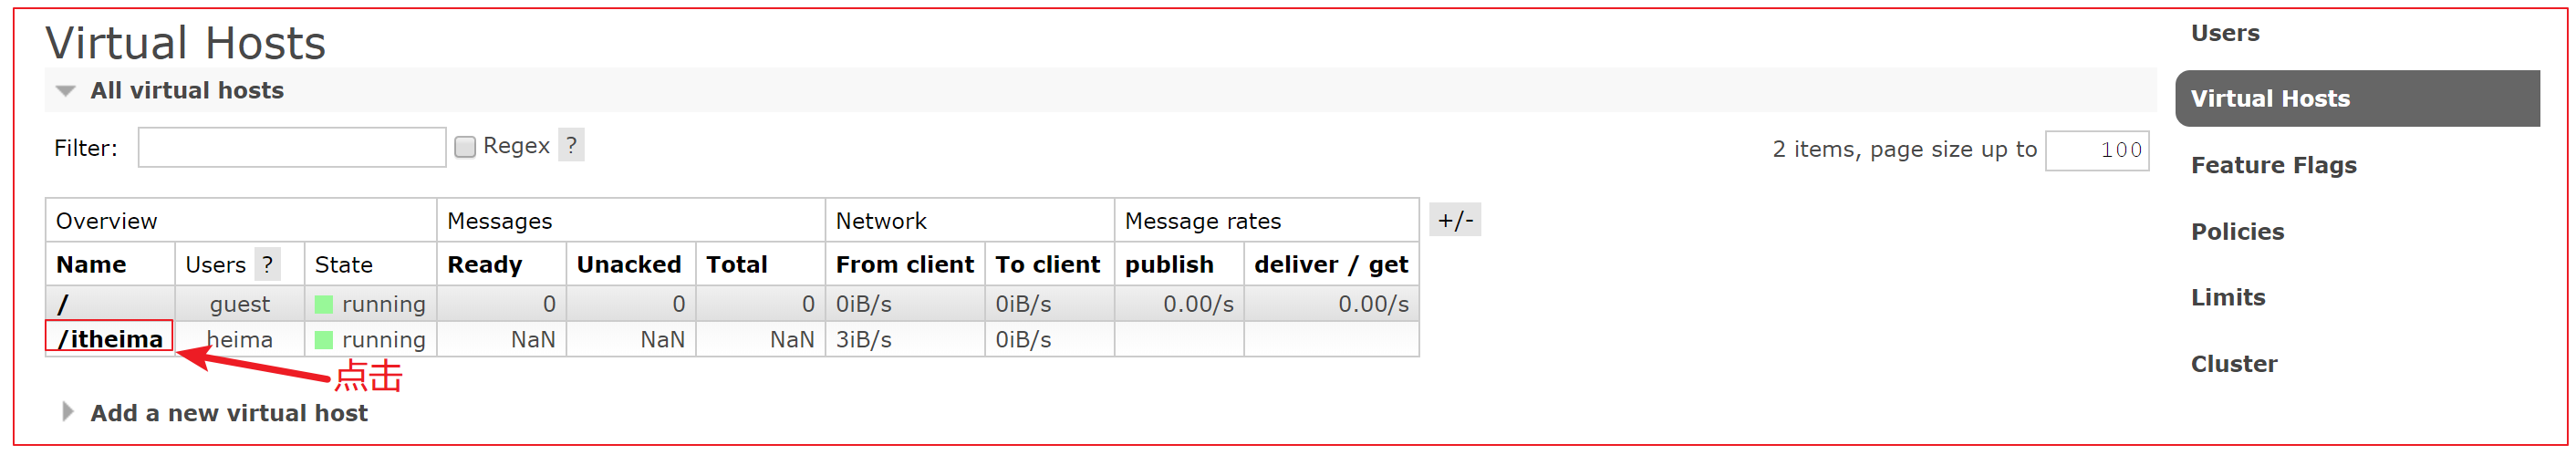 Virtual Hosts
All virtual hosts
Filter: Regex ? 2 items, page size up to 100
Overview Messages Network Message rates +/-
Name Users ? State Ready Unacked Total From client To client publish deliver / get
/ guest running 0 0 0 0iB/s 0iB/s 0.00/s 0.00/s
/itheima heima running NaN NaN NaN 3iB/s 0iB/s
点击
Add a new virtual host
Users
Virtual Hosts
Feature Flags
Policies
Limits
Cluster